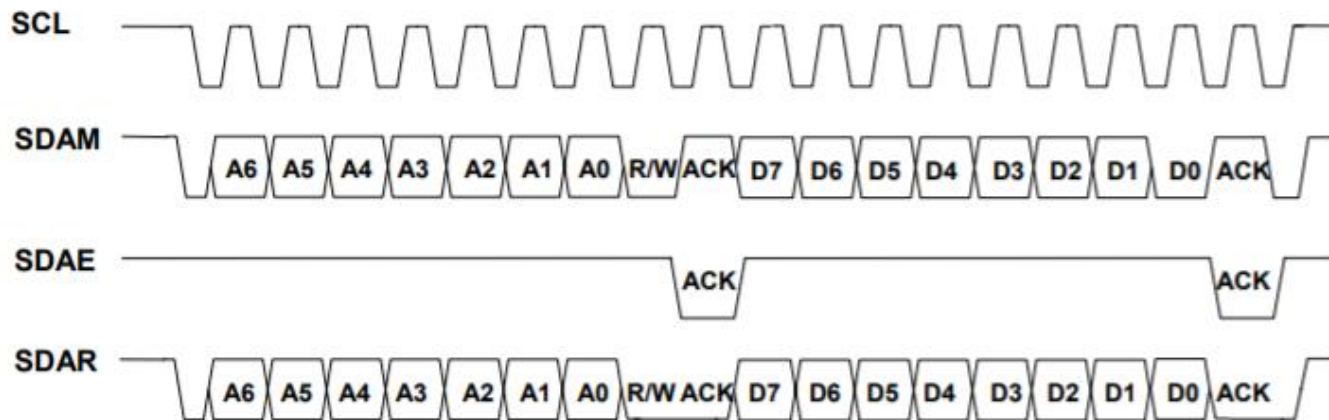 SCL
SDAM A6 A5 A4 A3 A2 A1 A0 R/W ACK D7 D6 D5 D4 D3 D2 D1 D0 ACK
SDAE ACK ACK
SDAR A6 A5 A4 A3 A2 A1 A0 R/W ACK D7 D6 D5 D4 D3 D2 D1 D0 ACK